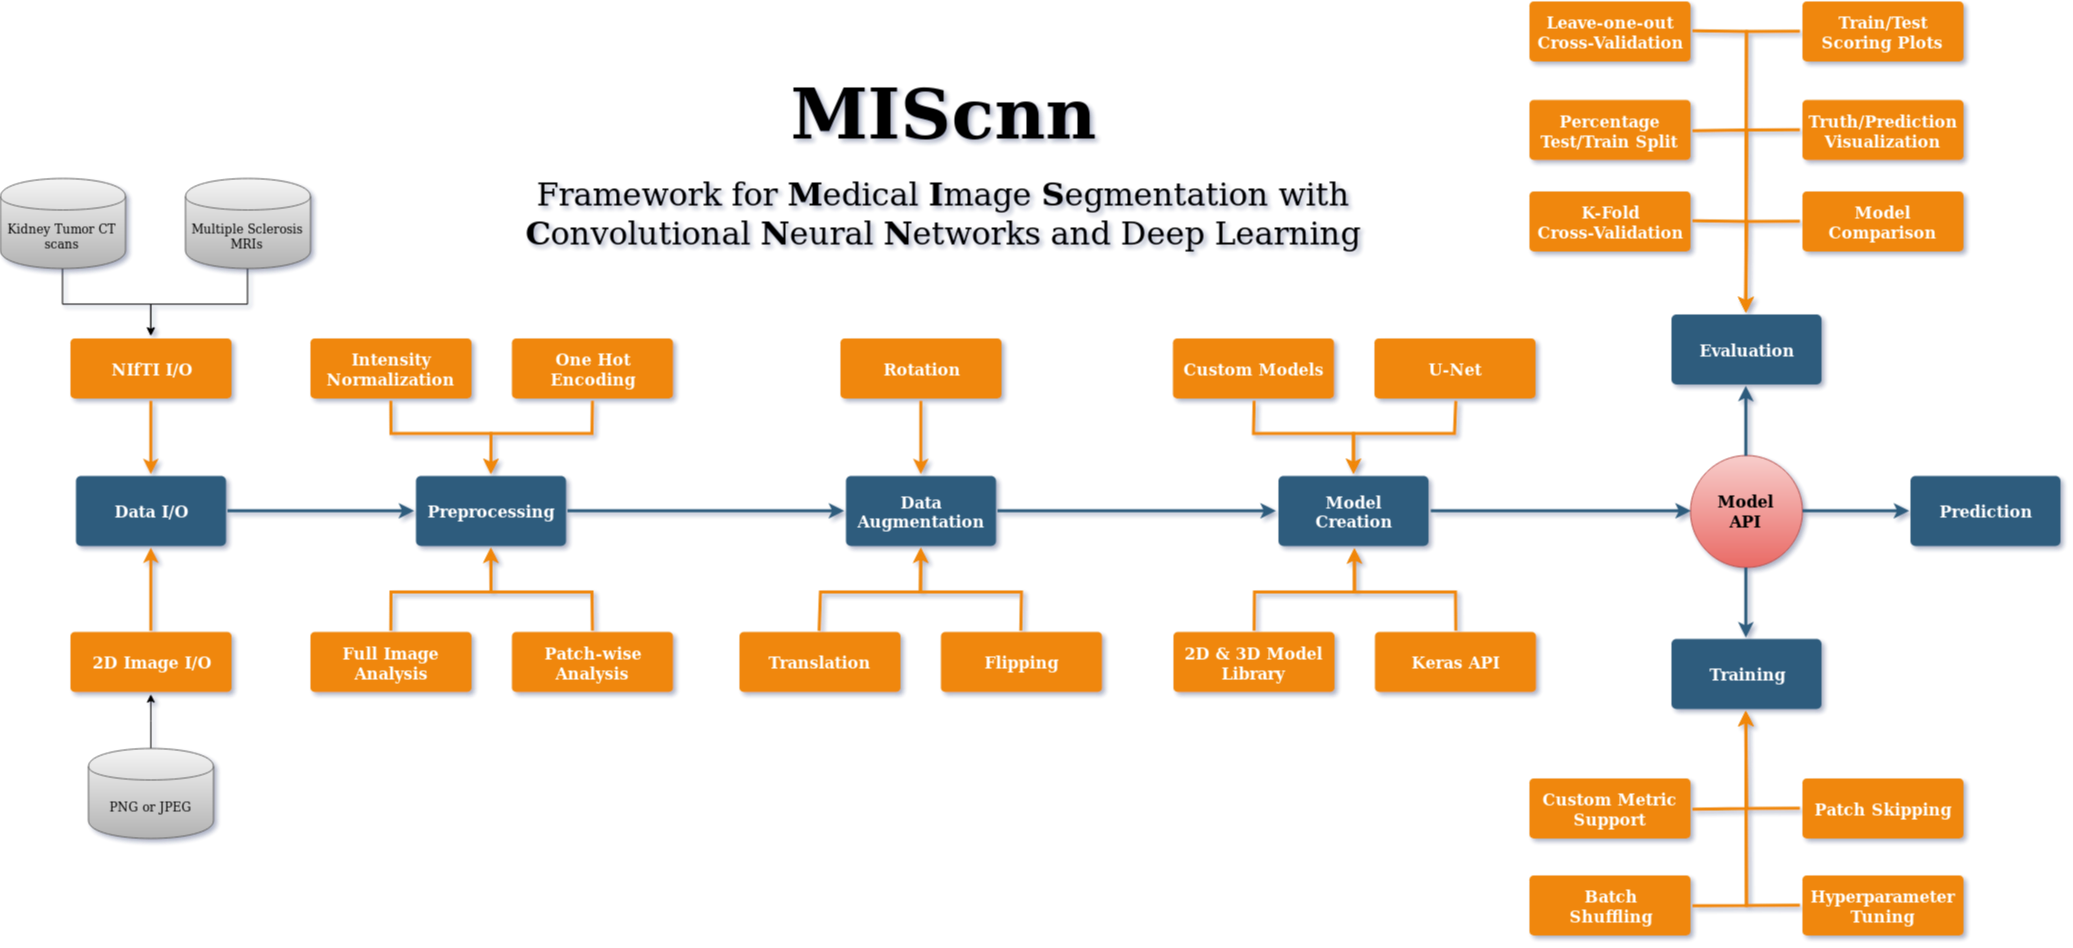 Leave-one-out
Cross-Validation
Train/Test
Scoring Plots
MIScnn
Percentage
Test/Train Split
Truth/Prediction
Visualization
Framework for Medical Image Segmentation with
Convolutional Neural Networks and Deep Learning
K-Fold
Cross-Validation
Model
Comparison
Kidney Tumor CT
scans
Multiple Sclerosis
MRIs
Evaluation
NIfTI I/O
Intensity
Normalization
One Hot
Encoding
Rotation
Custom Models
U-Net
Data I/O
Preprocessing
Data
Augmentation
Model
Creation
Model
API
Prediction
2D Image I/O
Full Image
Analysis
Patch-wise
Analysis
Translation
Flipping
2D & 3D Model
Library
Keras API
Training
PNG or JPEG
Custom Metric
Support
Patch Skipping
Batch
Shuffling
Hyperparameter
Tuning